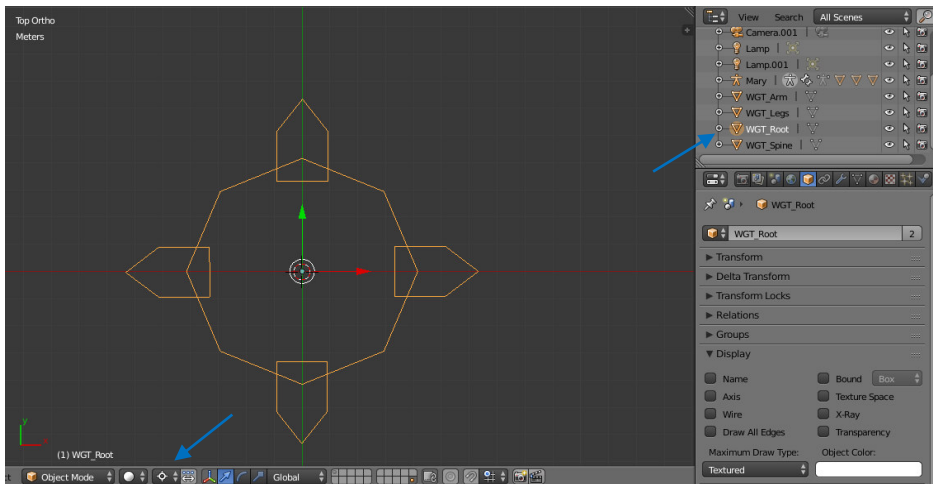 Top Ortho
Meters
y
(1) WGT_Root
Object Mode
Global
View Search All Scenes
Camera.001
Lamp
Lamp.001
Mary
WGT_Arm
WGT_Legs
WGT_Root
WGT_Spine
WGT_Root
WGT_Root 2
Transform
Delta Transform
Transform Locks
Relations
Groups
Display
Name Bound Box
Axis Texture Space
Wire X-Ray
Draw All Edges Transparency
Maximum Draw Type: Object Color:
Textured